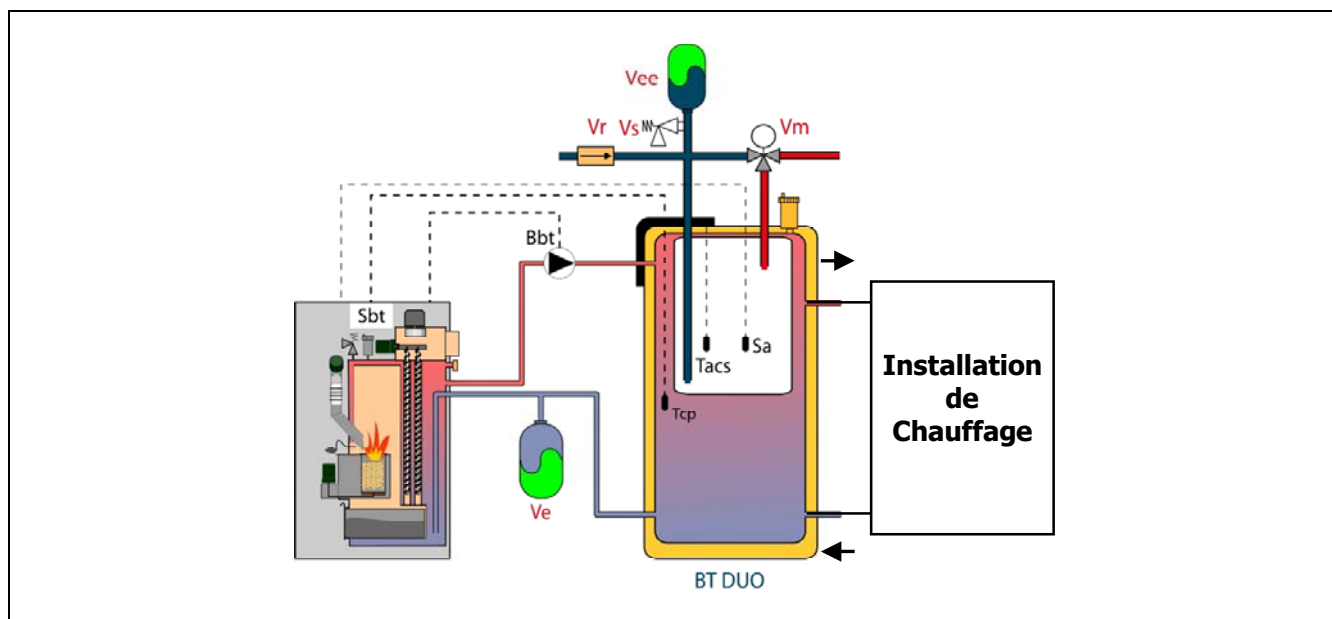 Vee
Vr
Vs
Vm
Bbt
Sbt
Tacs
Sa
Tcp
Ve
Installation
de
Chauffage
BT DUO